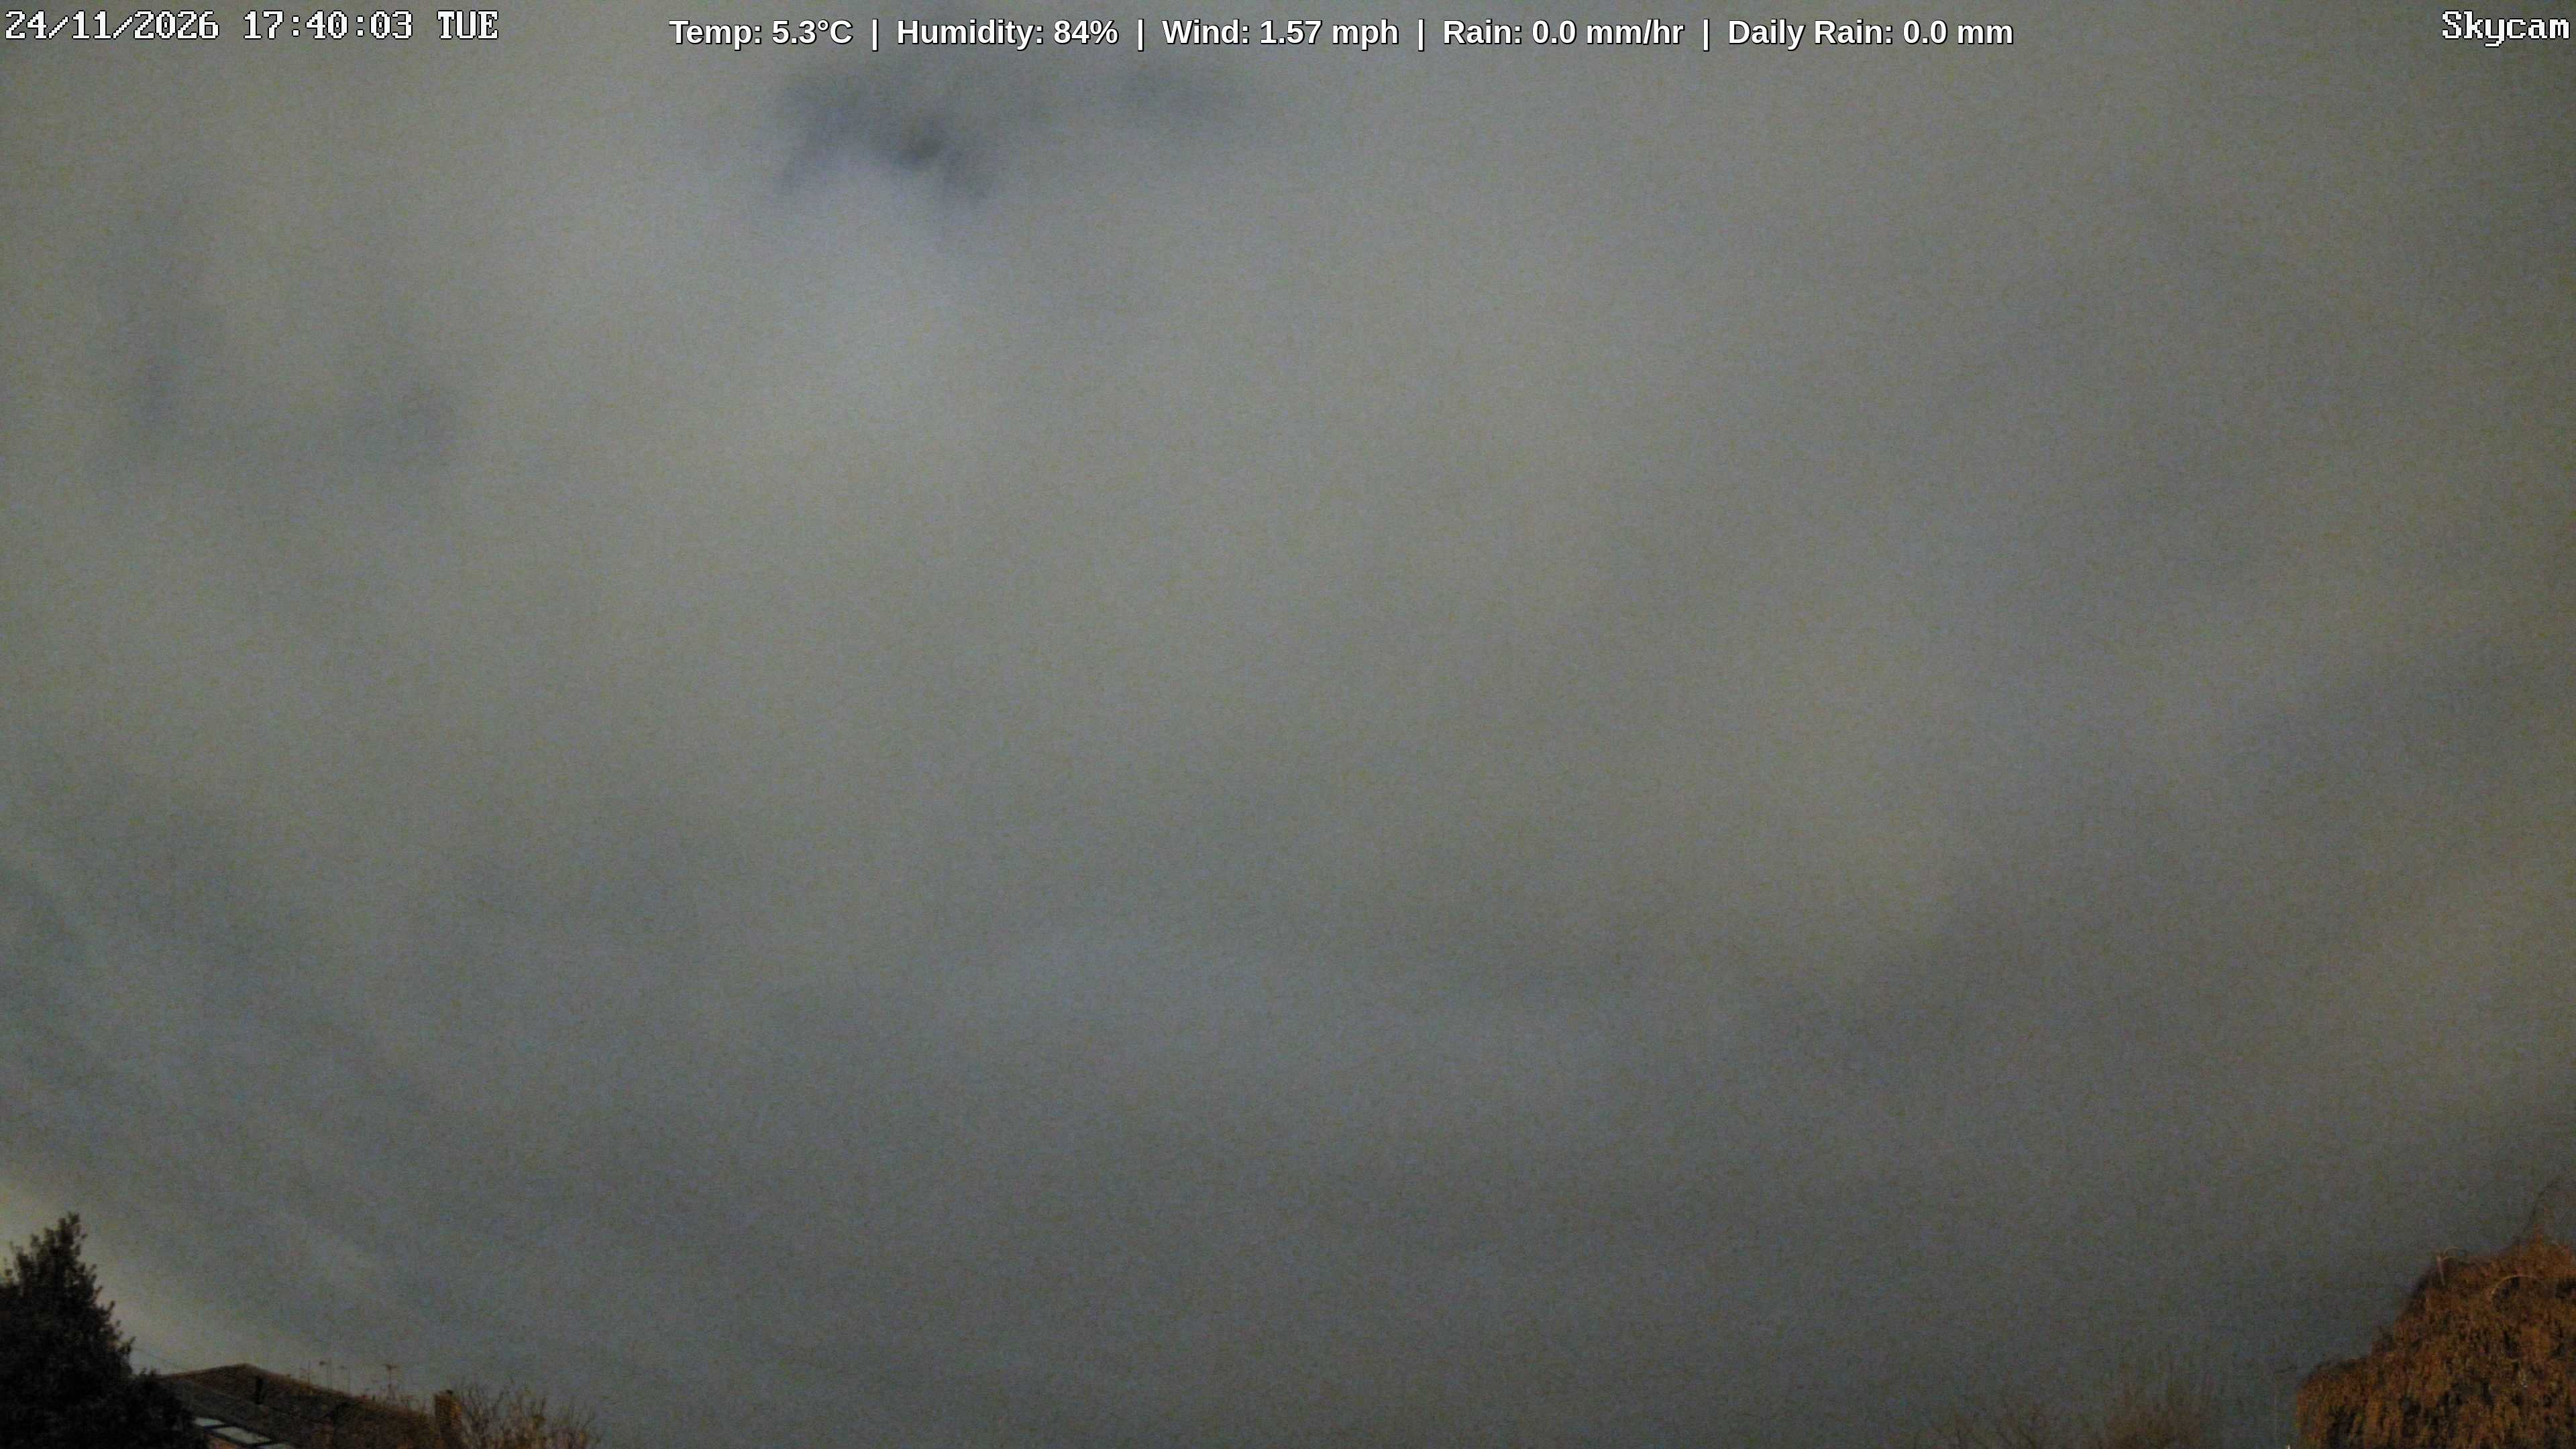 24/11/2026 17:40:03 TUE
Temp: 5.3°C | Humidity: 84% | Wind: 1.57 mph | Rain: 0.0 mm/hr | Daily Rain: 0.0 mm
Skycam